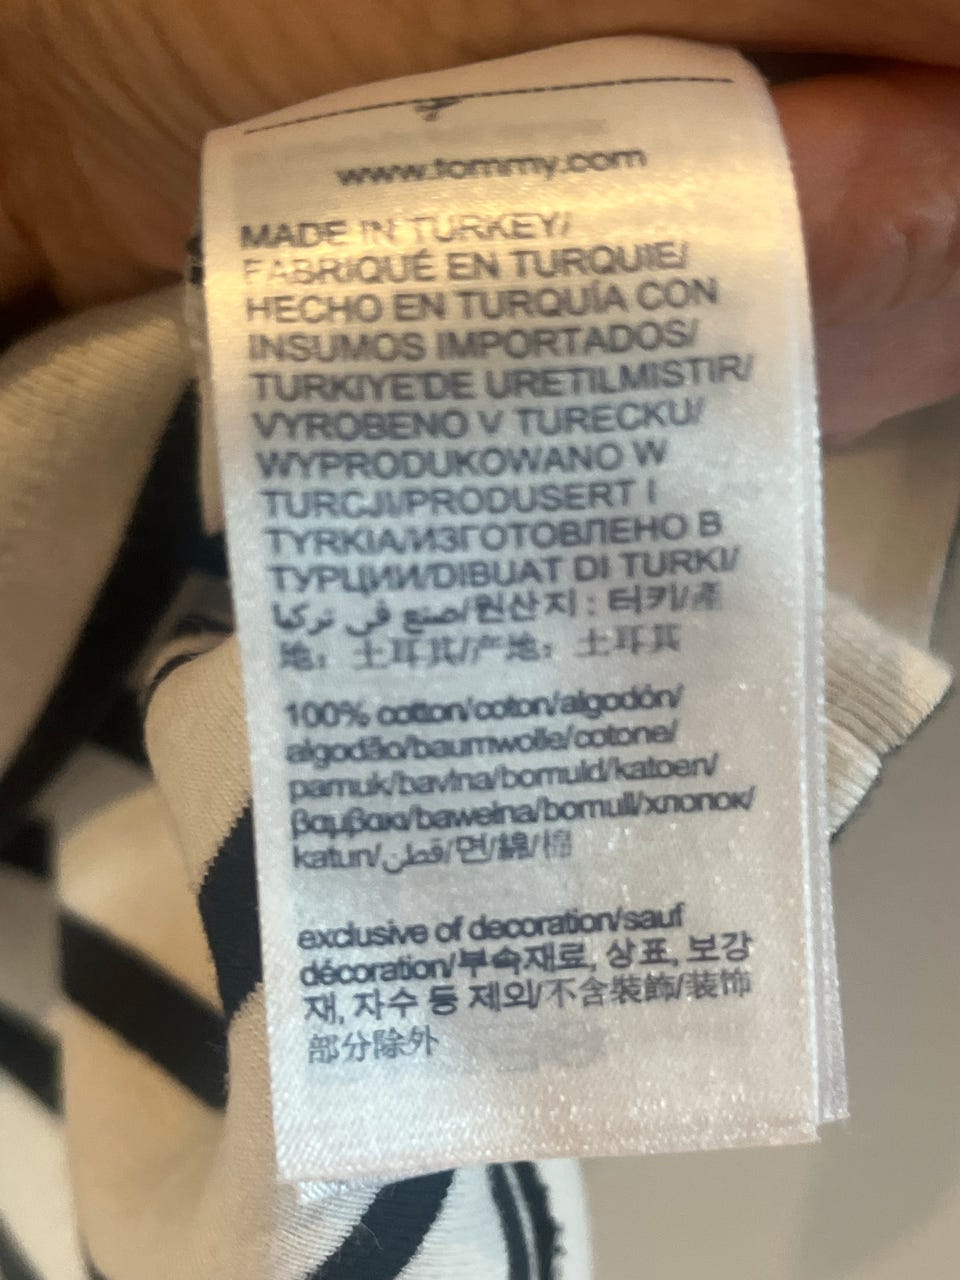 www.tommy.com
MADE IN TURKEY/
FABRIQUÉ EN TURQUIE/
HECHO EN TURQUÍA CON
INSUMOS IMPORTADOS/
TURKIYE'DE URETILMISTIR/
VYROBENO V TURECKU/
WYPRODUKOWANO W
TURCJI/PRODUSERT I
TYRKIA/ИЗГОТОВЛЕНО В
ТУРЦИИ/DIBUAT DI TURKI/
صنع في تركيا/원산지 : 터키/產
地：土耳其/产地：土耳其
100% cotton/coton/algodón/
algodão/baumwolle/cotone/
pamuk/bavlna/bomuld/katoen/
βαμβακι/bawełna/bomull/хлопок/
katun/قطن/면/綿/棉
exclusive of decoration/sauf
décoration/부속재료, 상표, 보강
재, 자수 등 제외/不含裝飾/装饰
部分除外